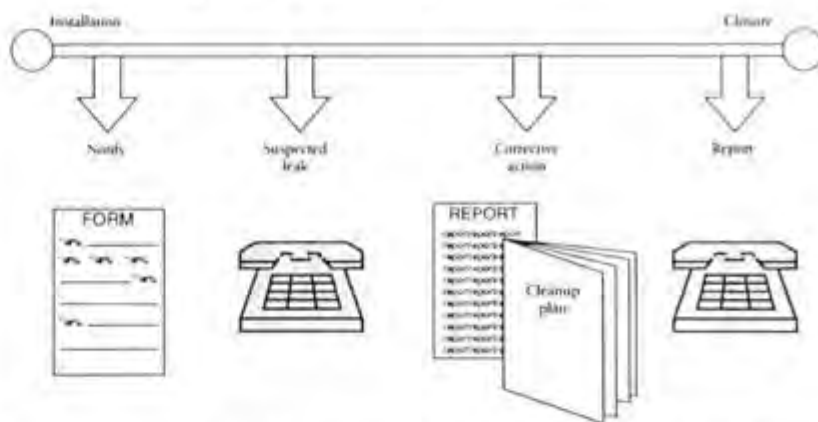 Installation
Closure
Notify
Suspected
leak
Corrective
action
Report
FORM
REPORT
Cleanup
plan